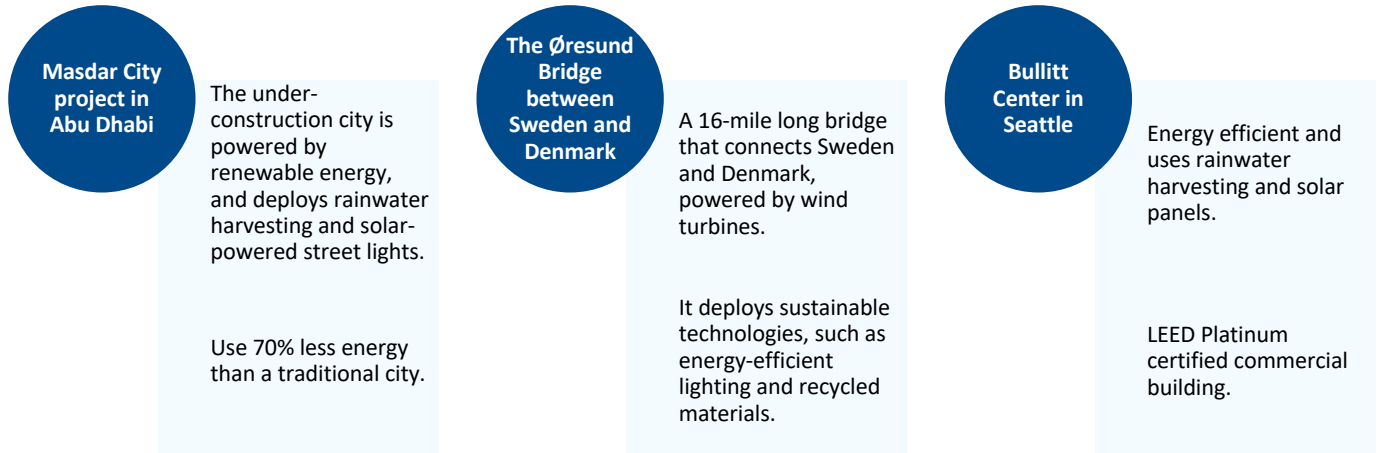 Masdar City
project in
Abu Dhabi
The under-
construction city is
powered by
renewable energy,
and deploys rainwater
harvesting and solar-
powered street lights.
Use 70% less energy
than a traditional city.
The Øresund
Bridge
between
Sweden and
Denmark
A 16-mile long bridge
that connects Sweden
and Denmark,
powered by wind
turbines.
It deploys sustainable
technologies, such as
energy-efficient
lighting and recycled
materials.
Bullitt
Center in
Seattle
Energy efficient and
uses rainwater
harvesting and solar
panels.
LEED Platinum
certified commercial
building.